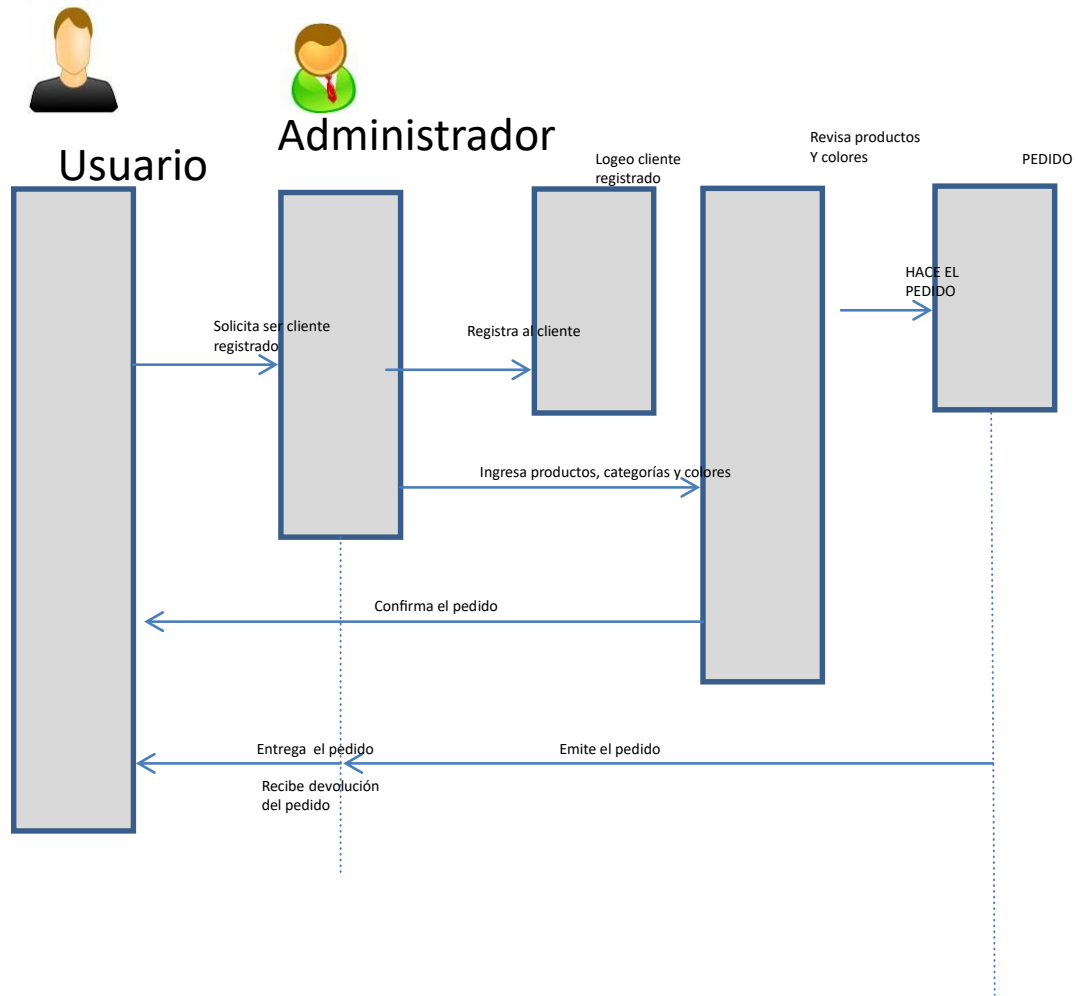 Usuario
Administrador
Logeo cliente
registrado
Revisa productos
Y colores
PEDIDO
HACE EL
PEDIDO
Solicita ser cliente
registrado
Registra al cliente
Ingresa productos, categorías y colores
Confirma el pedido
Entrega  el pedido
Emite el pedido
Recibe devolución
del pedido